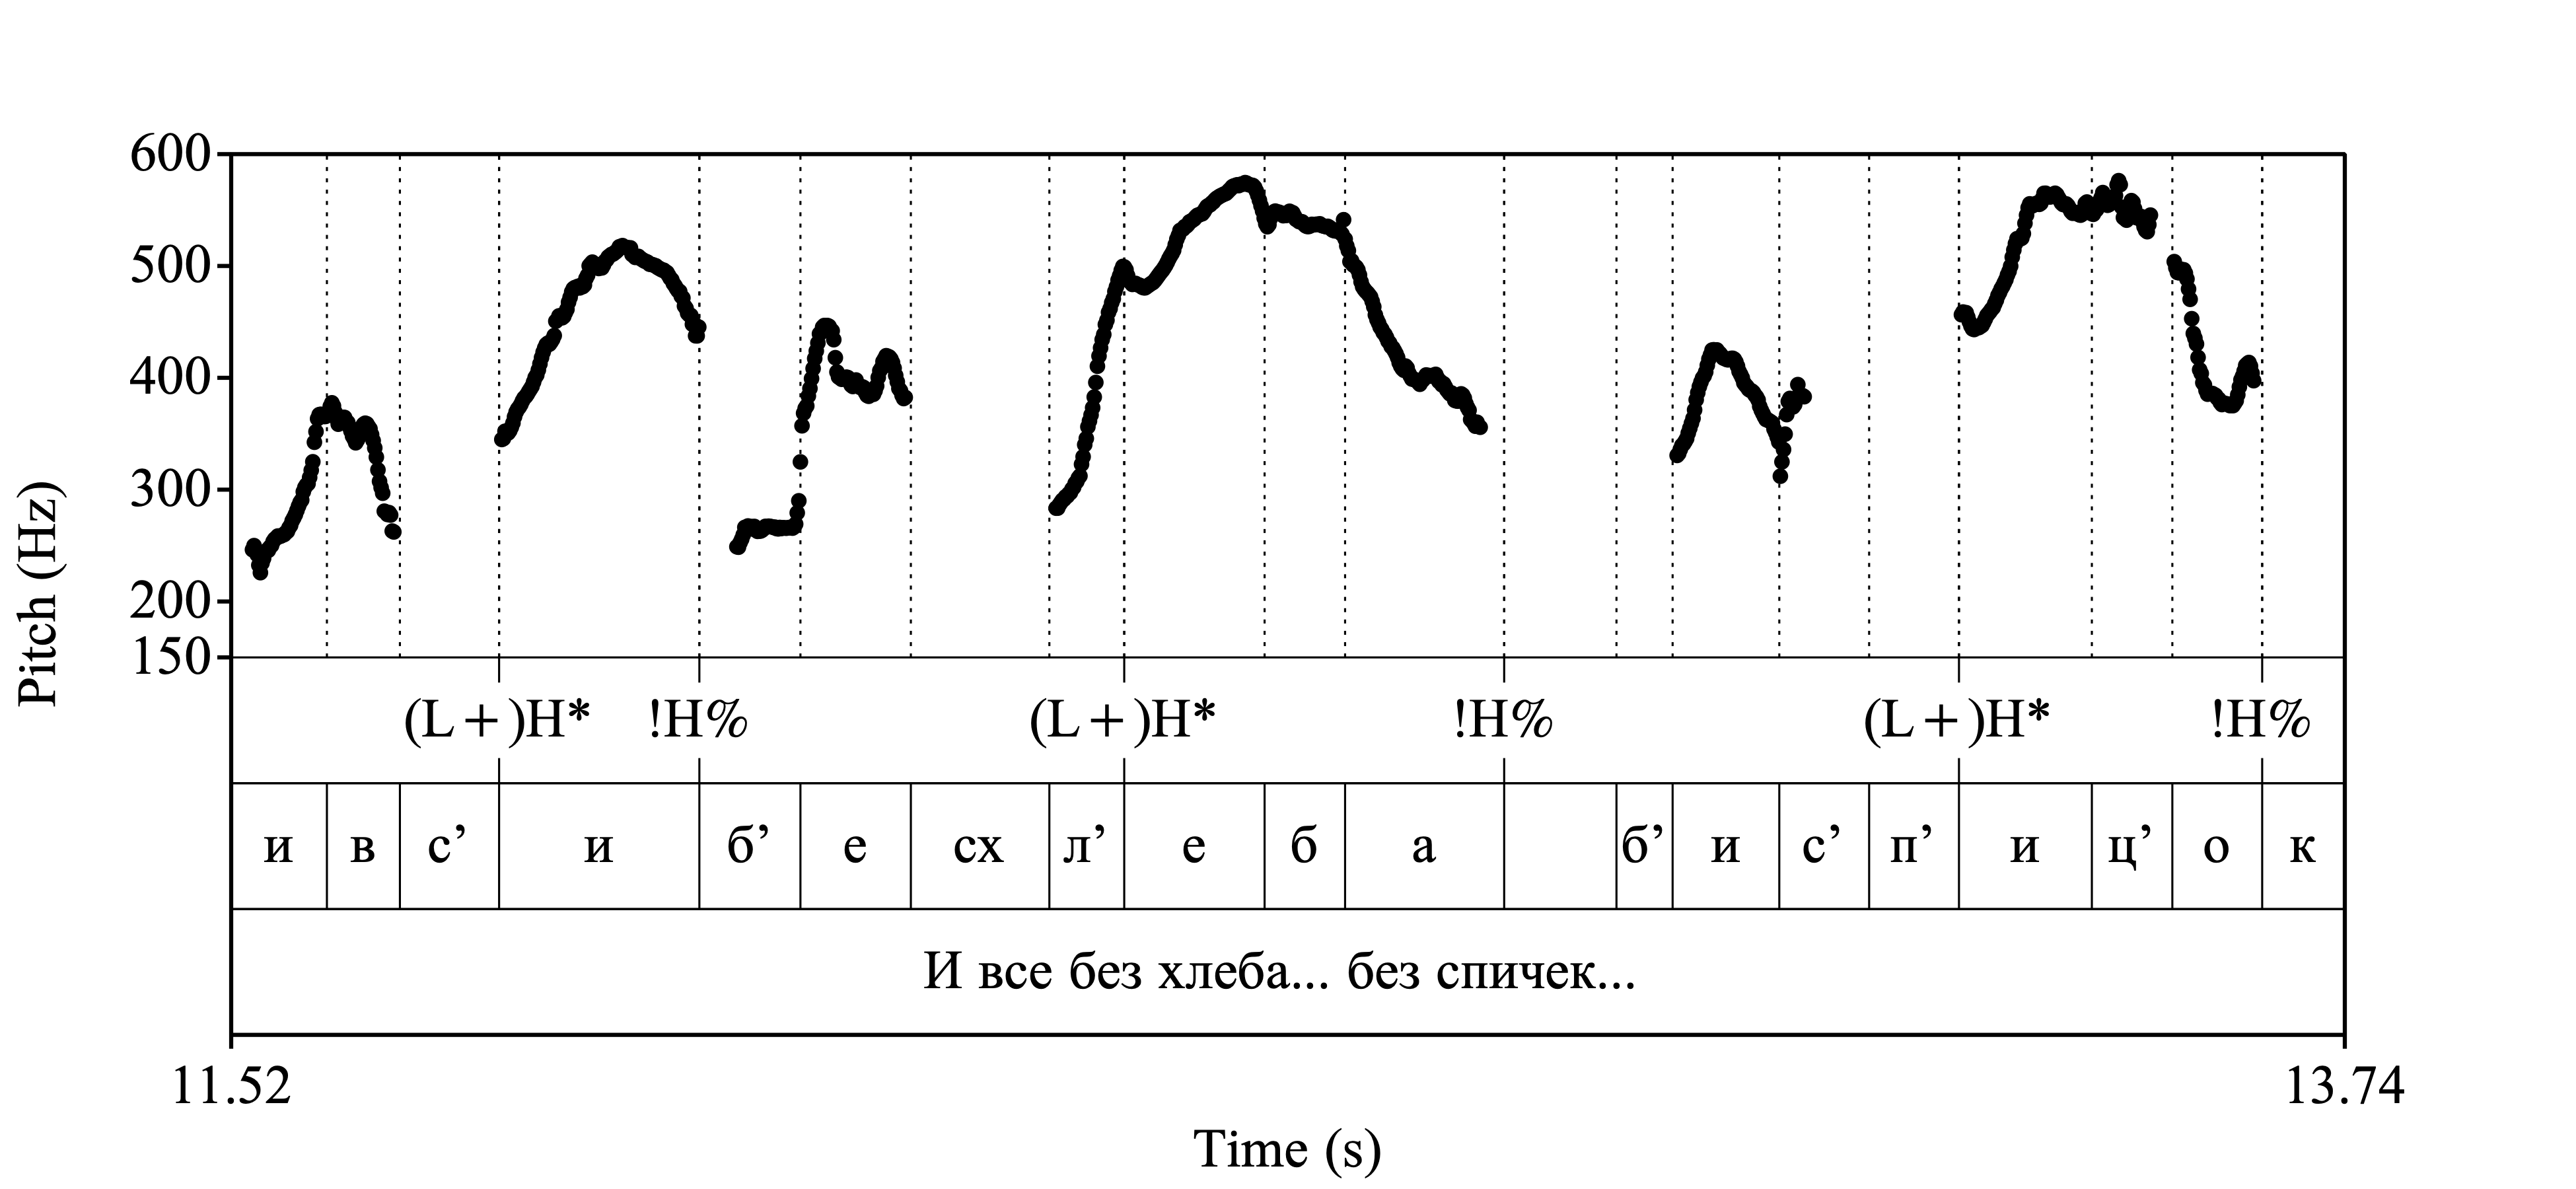 600
500
400
300
200
150
Pitch (Hz)
(L+)H* !H% (L+)H* !H% (L+)H* !H%
и в с’ и б’ е сх л’ е б а б’ и с’ п’ и ц’ о к
И все без хлеба... без спичек...
11.52 13.74
Time (s)